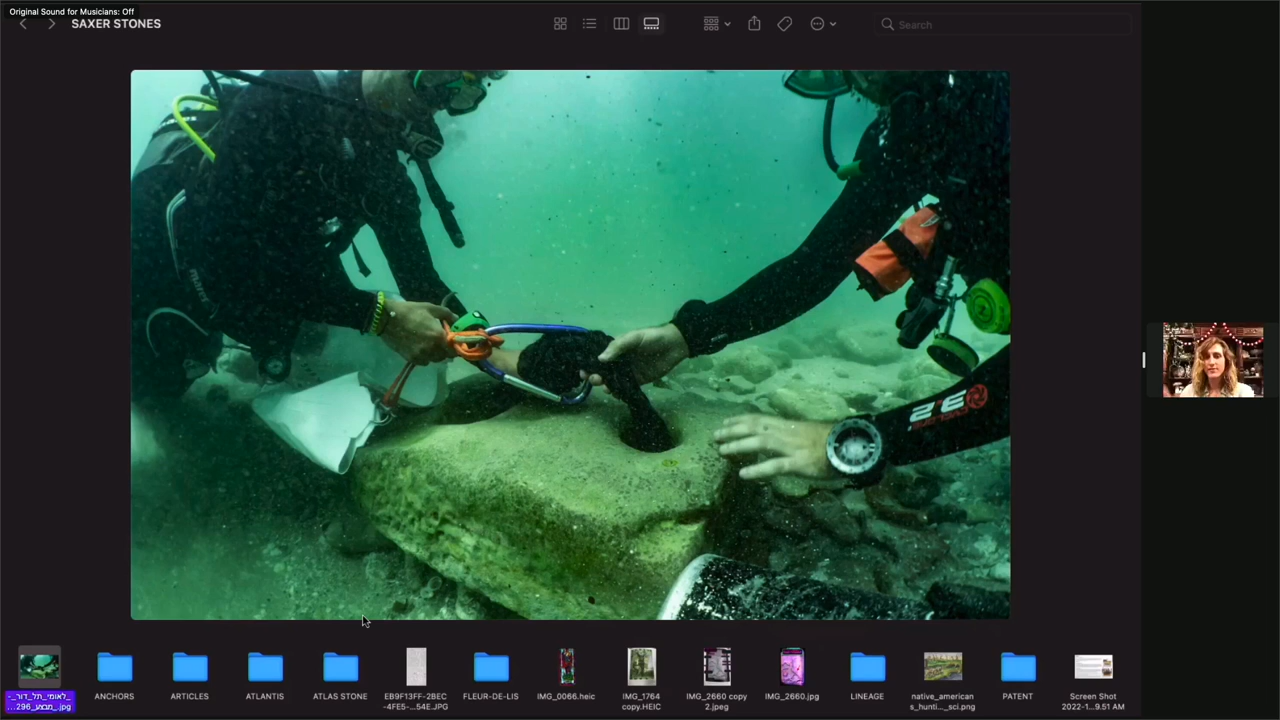 Original Sound for Musicians: Off
SAXER STONES
Search
ANCHORS
ARTICLES
ATLANTIS
ATLAS STONE
EB9F13FF-2BEC
-4FE5-...54E.JPG
FLEUR-DE-LIS
IMG_0066.heic
IMG_1764
copy.HEIC
IMG_2660 copy
2.jpeg
IMG_2660.jpg
LINEAGE
native_american
s_hunti..._sci.png
PATENT
Screen Shot
2022-1...9.51 AM